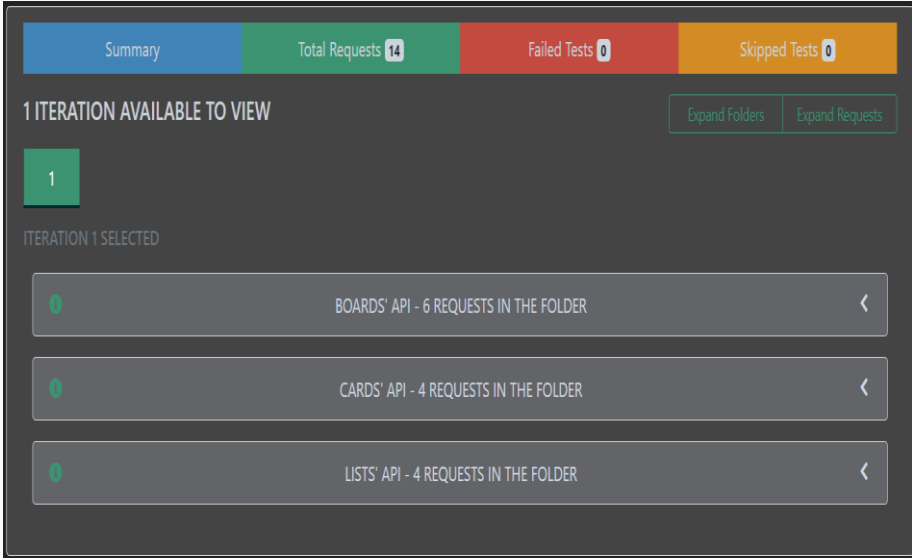 Summary Total Requests 14 Failed Tests 0 Skipped Tests 0
1 ITERATION AVAILABLE TO VIEW Expand Folders Expand Requests
1
ITERATION 1 SELECTED
BOARDS' API - 6 REQUESTS IN THE FOLDER
CARDS' API - 4 REQUESTS IN THE FOLDER
LISTS' API - 4 REQUESTS IN THE FOLDER